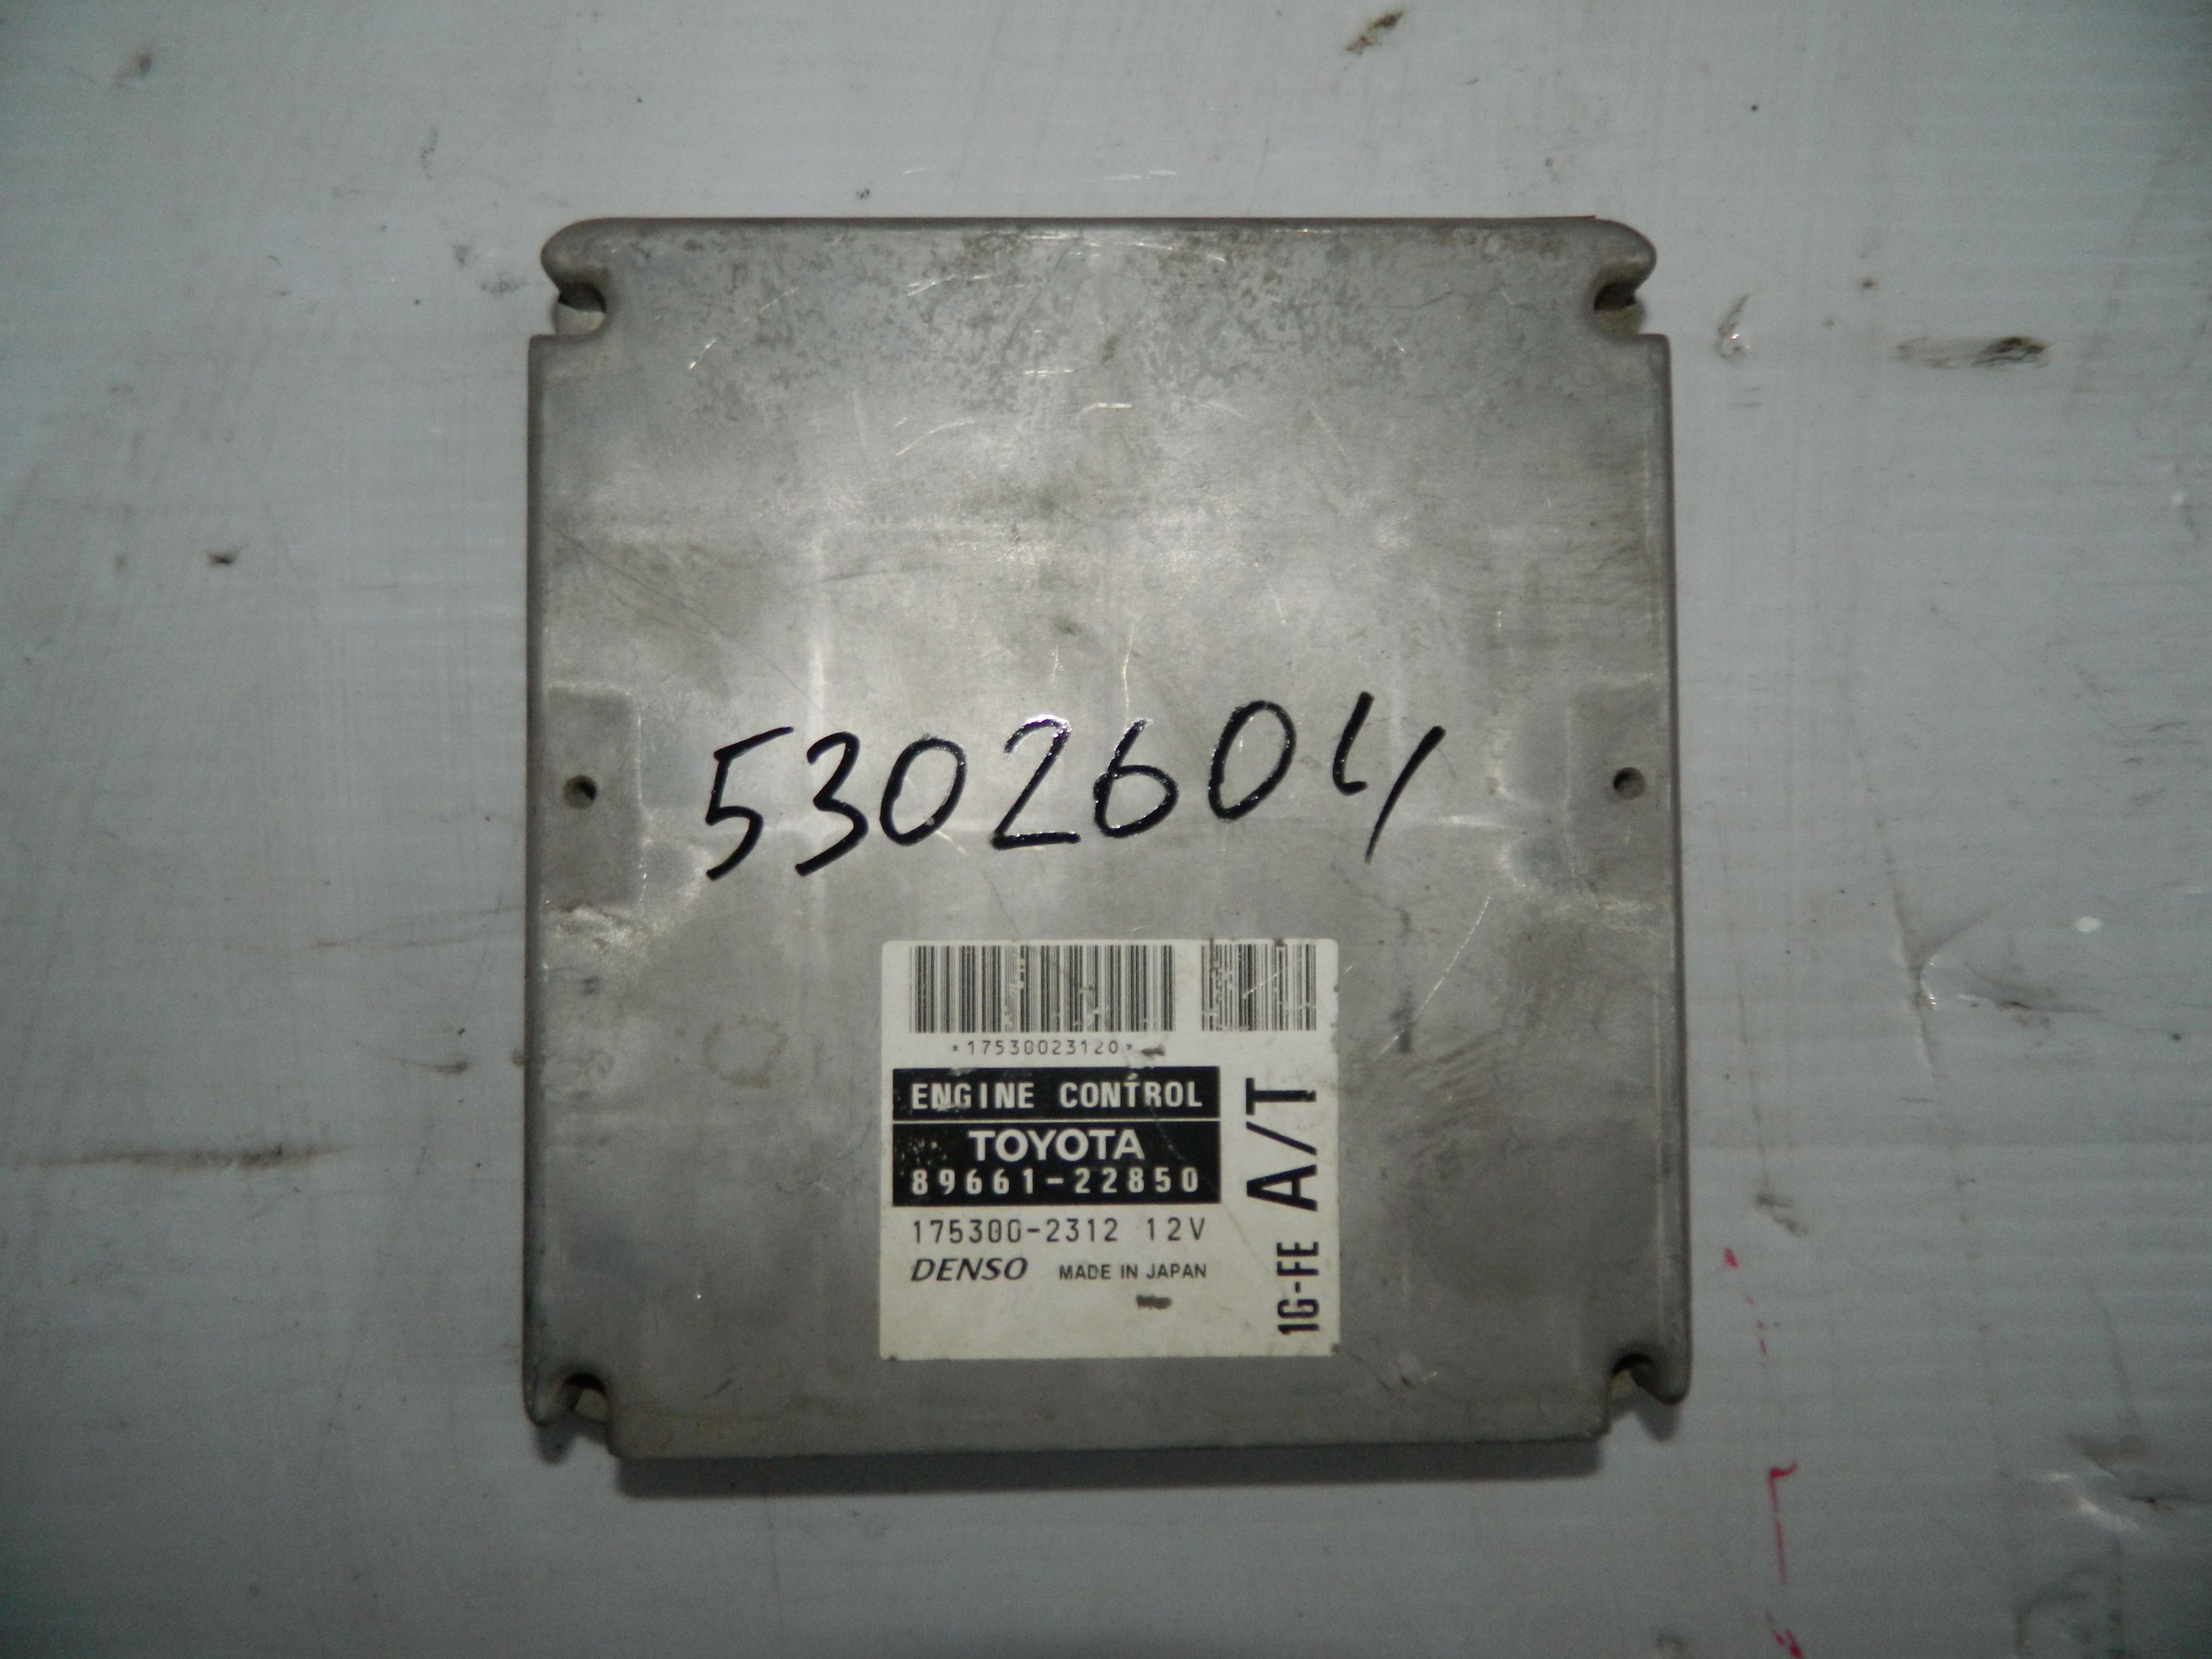 5302604
*17530023120*
ENGINE CONTROL
TOYOTA
89661-22850
175300-2312 12V
DENSO MADE IN JAPAN
1G-FE A/T